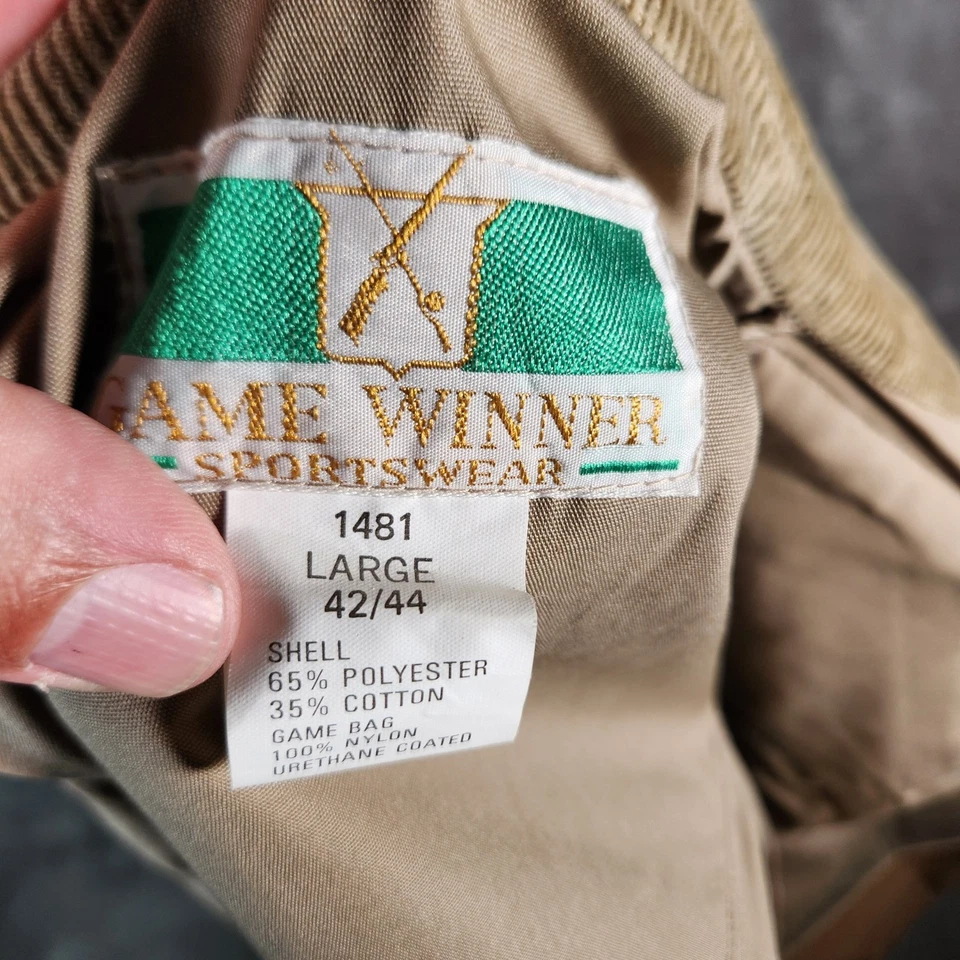 GAME WINNER
SPORTSWEAR
1481
LARGE
42/44
SHELL
65% POLYESTER
35% COTTON
GAME BAG
100% NYLON
URETHANE COATED